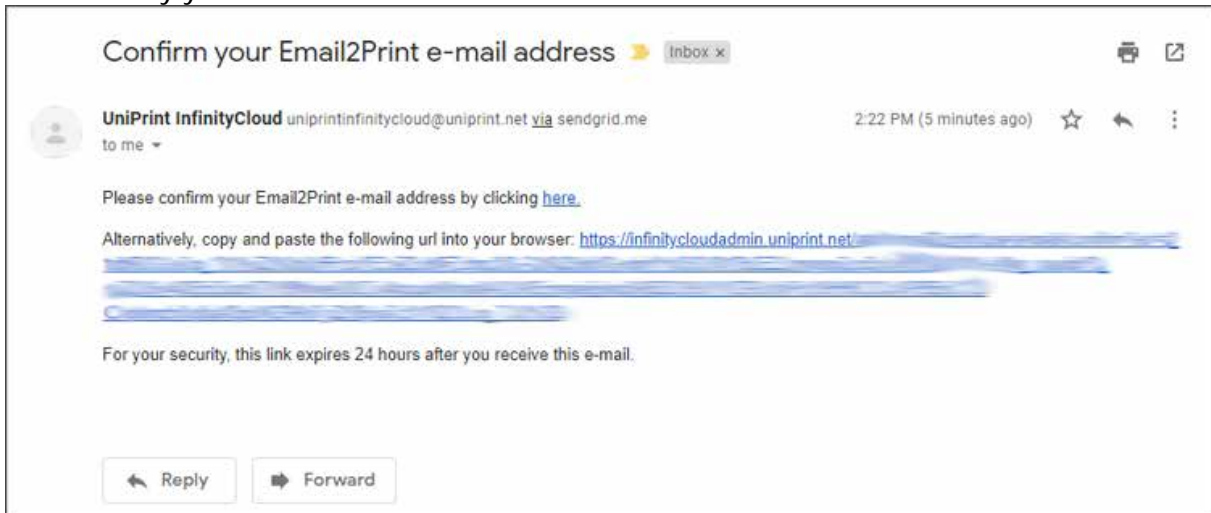 Confirm your Email2Print e-mail address Inbox x
UniPrint InfinityCloud uniprintinfinitycloud@uniprint.net via sendgrid.me 2:22 PM (5 minutes ago)
to me
Please confirm your Email2Print e-mail address by clicking here.
Alternatively, copy and paste the following url into your browser: https://infinitycloudadmin.uniprint.net/
For your security, this link expires 24 hours after you receive this e-mail.
Reply Forward